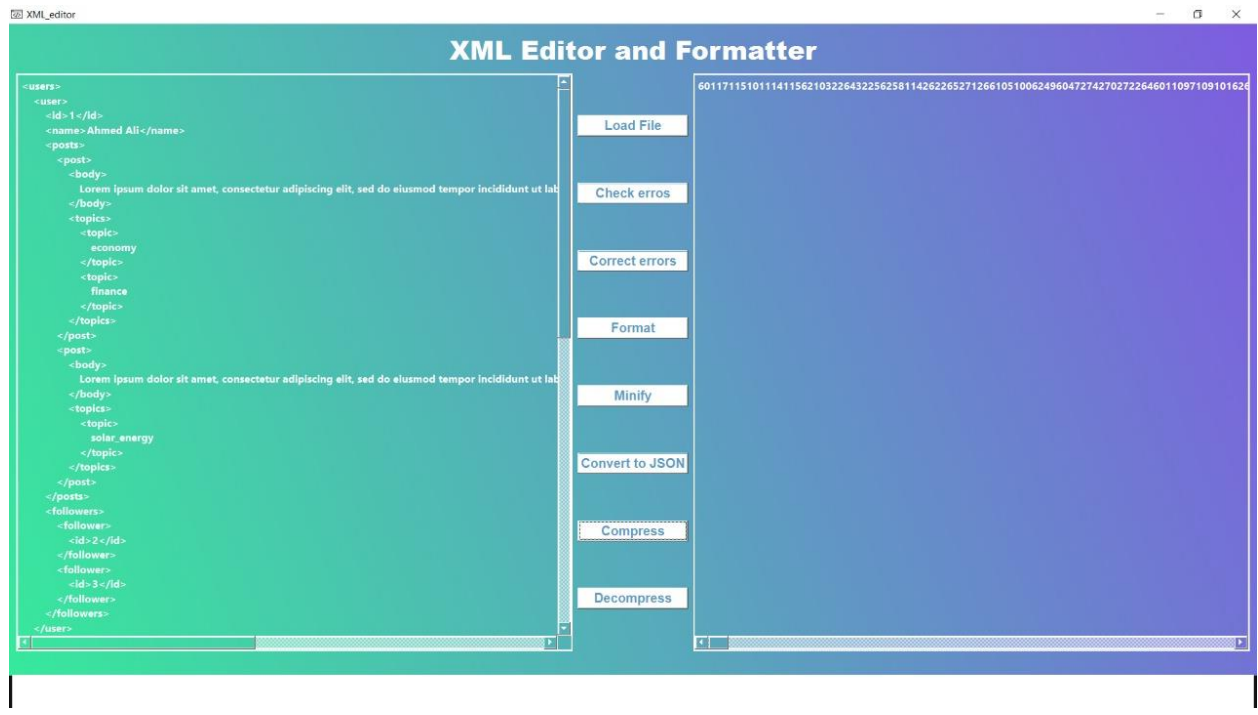 XML_editor
XML Editor and Formatter
<users>
<user>
<id>1</id>
<name>Ahmed Ali</name>
<posts>
<post>
<body>
Lorem ipsum dolor sit amet, consectetur adipiscing elit, sed do eiusmod tempor incididunt ut lab
</body>
<topics>
<topic>
economy
</topic>
<topic>
finance
</topic>
</topics>
</post>
<post>
<body>
Lorem ipsum dolor sit amet, consectetur adipiscing elit, sed do eiusmod tempor incididunt ut lab
</body>
<topics>
<topic>
solar_energy
</topic>
</topics>
</post>
</posts>
<followers>
<follower>
<id>2</id>
</follower>
<follower>
<id>3</id>
</follower>
</followers>
</user>
Load File
Check erros
Correct errors
Format
Minify
Convert to JSON
Compress
Decompress
6011711510111411562103226432256258114262265271266105100624960472742702722646011097109101626